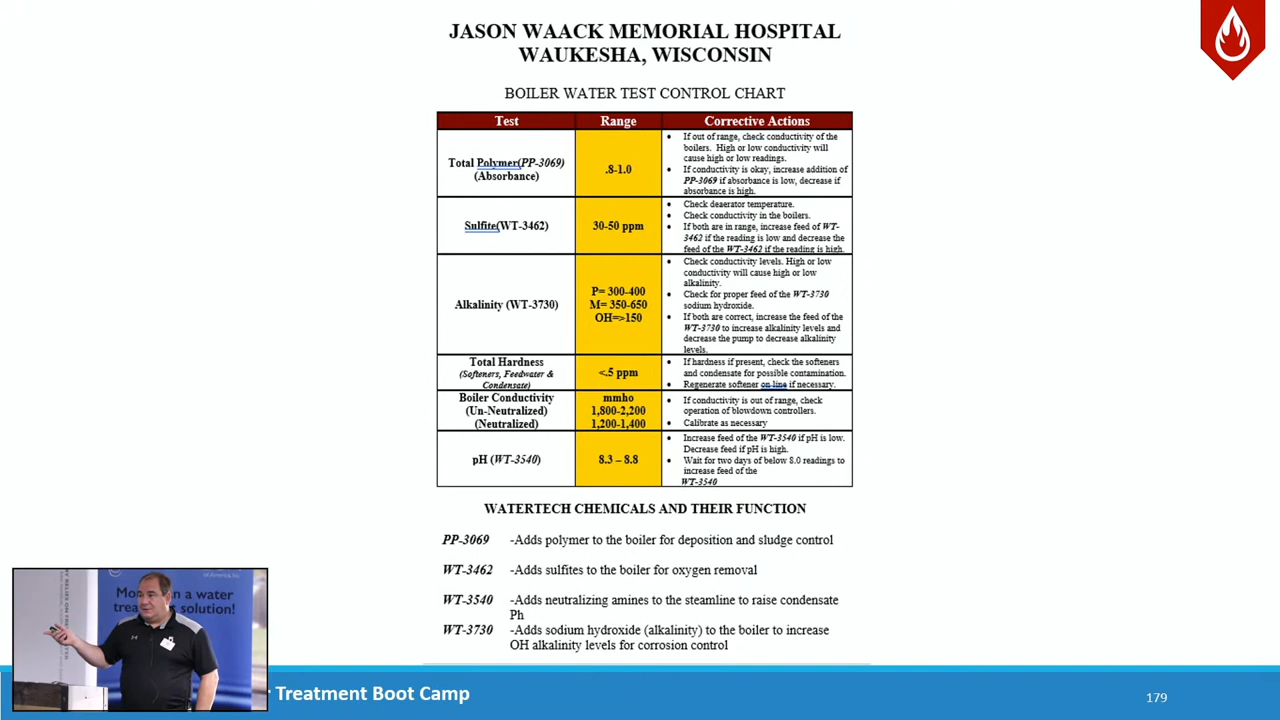 JASON WAACK MEMORIAL HOSPITAL
WAUKESHA, WISCONSIN
BOILER WATER TEST CONTROL CHART
Test Range Corrective Actions
Total Polymer(PP-3069)
(Absorbance)
.8-1.0
• If out of range, check conductivity of the
boilers. High or low conductivity will
cause high or low readings.
• If conductivity is okay, increase addition of
PP-3069 if absorbance is low, decrease if
absorbance is high.
Sulfite(WT-3462)
30-50 ppm
• Check deaerator temperature.
• Check conductivity in the boilers.
• If both are in range, increase feed of WT-
3462 if the reading is low and decrease the
feed of the WT-3462 if the reading is high.
Alkalinity (WT-3730)
P= 300-400
M= 350-650
OH=>150
• Check conductivity levels. High or low
conductivity will cause high or low
alkalinity.
• Check for proper feed of the WT-3730
sodium hydroxide.
• If both are correct, increase the feed of the
WT-3730 to increase alkalinity levels and
decrease the pump to decrease alkalinity
levels.
Total Hardness
(Softeners, Feedwater &
Condensate)
<.5 ppm
• If hardness if present, check the softeners
and condensate for possible contamination.
• Regenerate softener on line if necessary.
Boiler Conductivity
(Un-Neutralized)
(Neutralized)
mmho
1,800-2,200
1,200-1,400
• If conductivity is out of range, check
operation of blowdown controllers.
• Calibrate as necessary
pH (WT-3540)
8.3 – 8.8
• Increase feed of the WT-3540 if pH is low.
Decrease feed if pH is high.
• Wait for two days of below 8.0 readings to
increase feed of the
WT-3540
WATERTECH CHEMICALS AND THEIR FUNCTION
PP-3069 -Adds polymer to the boiler for deposition and sludge control
WT-3462 -Adds sulfites to the boiler for oxygen removal
WT-3540 -Adds neutralizing amines to the steamline to raise condensate
Ph
WT-3730 -Adds sodium hydroxide (alkalinity) to the boiler to increase
OH alkalinity levels for corrosion control
Treatment Boot Camp
179